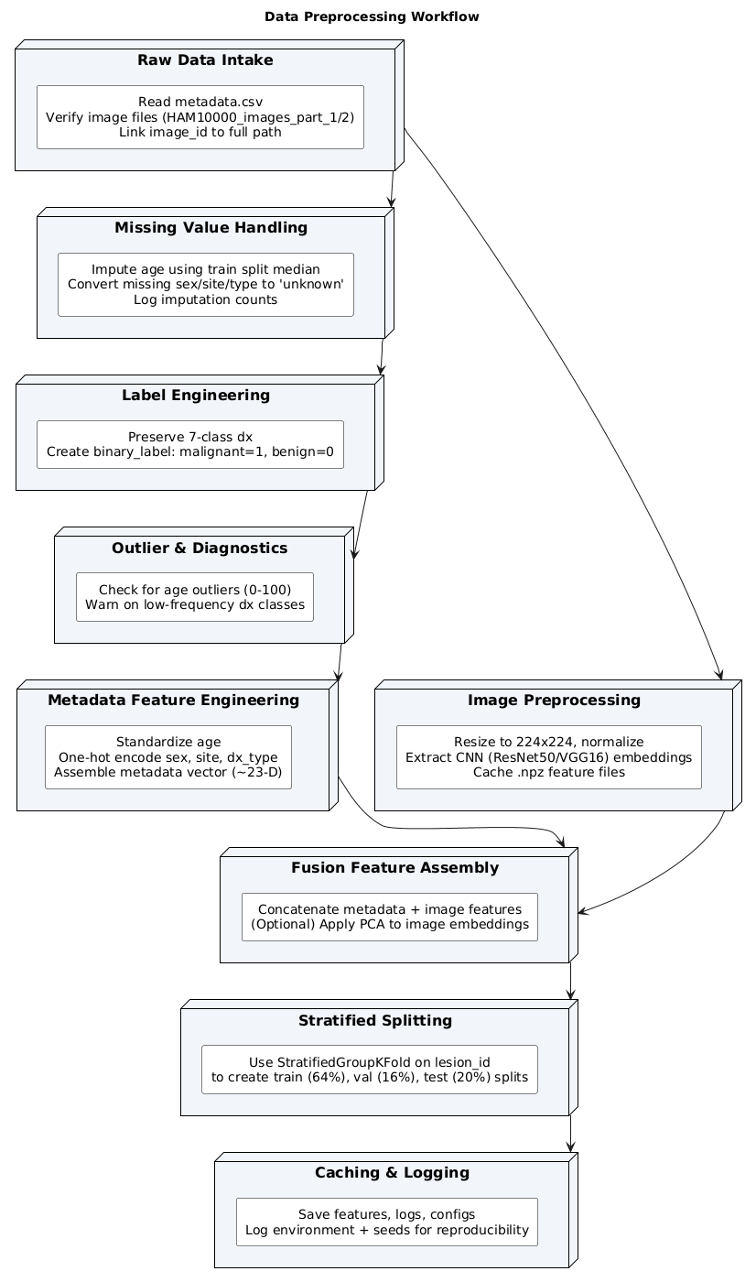 Data Preprocessing Workflow
Raw Data Intake
Read metadata.csv
Verify image files (HAM10000_images_part_1/2)
Link image_id to full path
Missing Value Handling
Impute age using train split median
Convert missing sex/site/type to 'unknown'
Log imputation counts
Label Engineering
Preserve 7-class dx
Create binary_label: malignant=1, benign=0
Outlier & Diagnostics
Check for age outliers (0-100)
Warn on low-frequency dx classes
Metadata Feature Engineering
Standardize age
One-hot encode sex, site, dx_type
Assemble metadata vector (~23-D)
Image Preprocessing
Resize to 224x224, normalize
Extract CNN (ResNet50/VGG16) embeddings
Cache .npz feature files
Fusion Feature Assembly
Concatenate metadata + image features
(Optional) Apply PCA to image embeddings
Stratified Splitting
Use StratifiedGroupKFold on lesion_id
to create train (64%), val (16%), test (20%) splits
Caching & Logging
Save features, logs, configs
Log environment + seeds for reproducibility